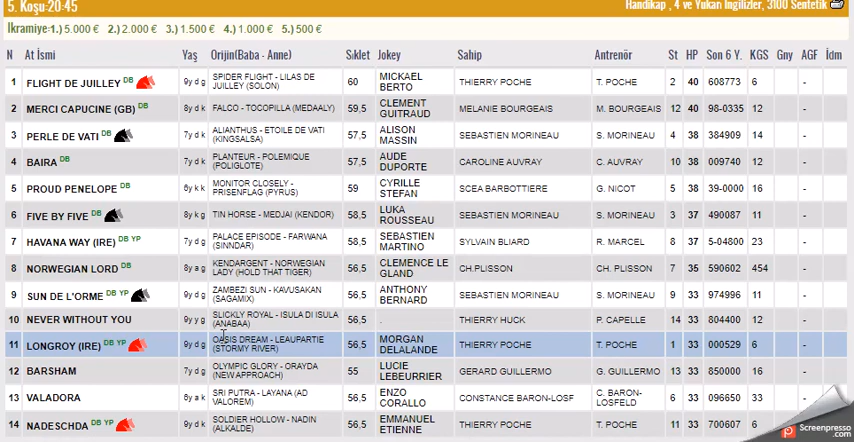 5. Koşu-20:45 Handikap , 4 ve Yukarı İngilizler, 3100 Sentetik
İkramiye:1.) 5.000 € 2.) 2.000 € 3.) 1.500 € 4.) 1.000 € 5.) 500 €
N At İsmi Yaş Orijin(Baba - Anne) Sıklet Jokey Sahip Antrenör St HP Son 6 Y. KGS Gny AGF İdm
1 FLIGHT DE JUILLEY DB 9y d g SPIDER FLIGHT - LILAS DE JUILLEY (SOLON) 60 MICKAEL BERTO THIERRY POCHE T. POCHE 2 40 608773 6 -
2 MERCI CAPUCINE (GB) DB 8y d k FALCO - TOCOPILLA (MEDAALY) 59,5 CLEMENT GUITRAUD MELANIE BOURGEAIS M. BOURGEAIS 12 40 98-0335 12 -
3 PERLE DE VATI DB 7y d k ALIANTHUS - ETOILE DE VATI (KINGSALSA) 57,5 ALISON MASSIN SEBASTIEN MORINEAU S. MORINEAU 4 38 384909 14 -
4 BAIRA DB 7y d k PLANTEUR - POLEMIQUE (POLIGLOTE) 57,5 AUDE DUPORTE CAROLINE AUVRAY C. AUVRAY 10 38 009740 12 -
5 PROUD PENELOPE DB 6y k k MONITOR CLOSELY - PRISENFLAG (PYRUS) 59 CYRILLE STEFAN SCEA BARBOTTIERE G. NICOT 5 38 39-0000 16 -
6 FIVE BY FIVE DB 8y k g TIN HORSE - MEDJAI (KENDOR) 58,5 LUKA ROUSSEAU SEBASTIEN MORINEAU S. MORINEAU 3 37 490087 11 -
7 HAVANA WAY (IRE) DB YP 7y d g PALACE EPISODE - FARWANA (SINNDAR) 58,5 SEBASTIEN MARTINO SYLVAIN BLIARD R. MARCEL 8 37 5-04800 23 -
8 NORWEGIAN LORD DB 8y a g KENDARGENT - NORWEGIAN LADY (HOLD THAT TIGER) 56,5 CLEMENCE LE GLAND CH.PLISSON CH. PLISSON 7 35 590602 454 -
9 SUN DE L'ORME DB YP 9y d g ZAMBEZI SUN - KAVUSAKAN (SAGAMIX) 56,5 ANTHONY BERNARD SEBASTIEN MORINEAU S. MORINEAU 9 33 974996 11 -
10 NEVER WITHOUT YOU 9y y g SLICKLY ROYAL - ISULA DI ISULA (ANABAA) 56,5 . THIERRY HUCK P. CAPELLE 14 33 804400 12 -
11 LONGROY (IRE) DB YP 9y d g OASIS DREAM - LEAUPARTIE (STORMY RIVER) 56,5 MORGAN DELALANDE THIERRY POCHE T. POCHE 1 33 000529 6 -
12 BARSHAM 7y d g OLYMPIC GLORY - ORAYDA (NEW APPROACH) 55 LUCIE LEBEURRIER GERARD GUILLERMO G. GUILLERMO 13 33 850000 16 -
13 VALADORA 8y a k SRI PUTRA - LAYANA (AD VALOREM) 56,5 ENZO CORALLO CONSTANCE BARON-LOSF C. BARON-LOSFELD 6 33 096650 33 -
14 NADESCHDA DB YP 9y d k SOLDIER HOLLOW - NADIN (ALKALDE) 56,5 EMMANUEL ETIENNE THIERRY POCHE T. POCHE 11 33 700607 6 -
Screenpresso.com